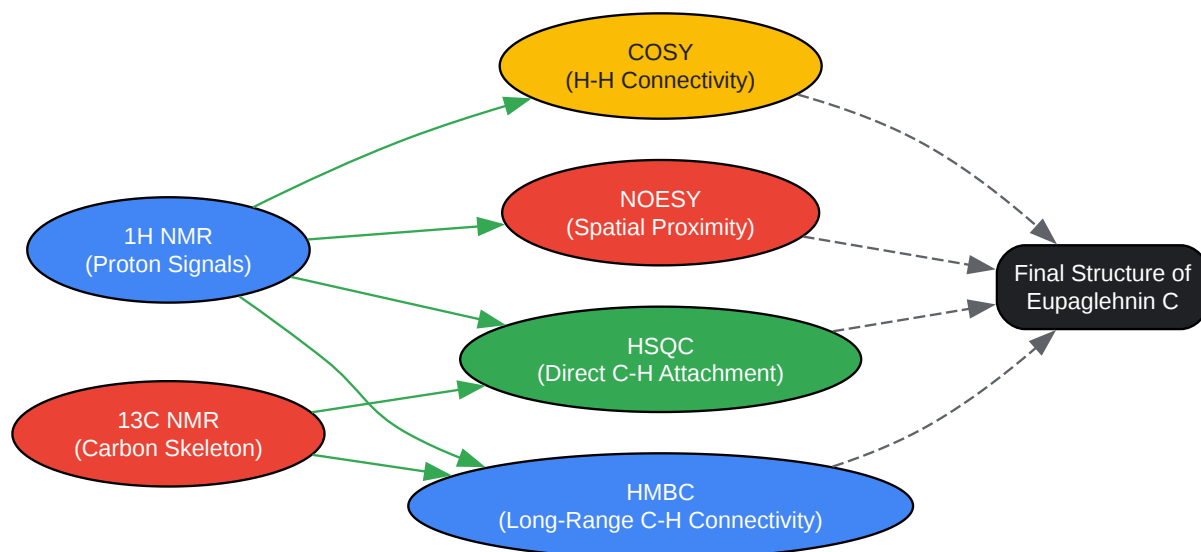 COSY
(H-H Connectivity)
NOESY
(Spatial Proximity)
1H NMR
(Proton Signals)
Final Structure of
Eupaglehnin C
HSQC
(Direct C-H Attachment)
13C NMR
(Carbon Skeleton)
HMBC
(Long-Range C-H Connectivity)